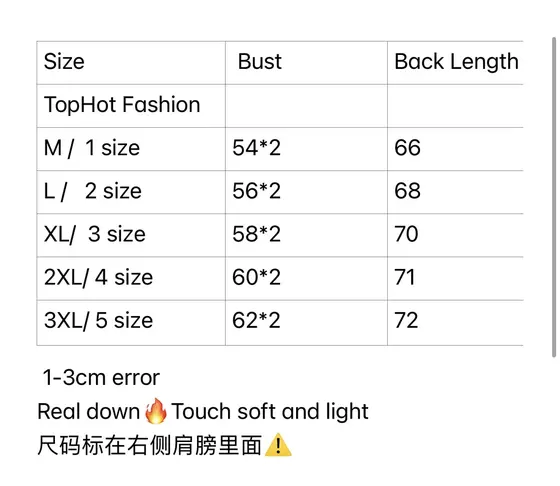 Size Bust Back Length
TopHot Fashion
M / 1 size 54*2 66
L / 2 size 56*2 68
XL/ 3 size 58*2 70
2XL/ 4 size 60*2 71
3XL/ 5 size 62*2 72
1-3cm error
Real down🔥Touch soft and light
尺码标在右侧肩膀里面⚠️